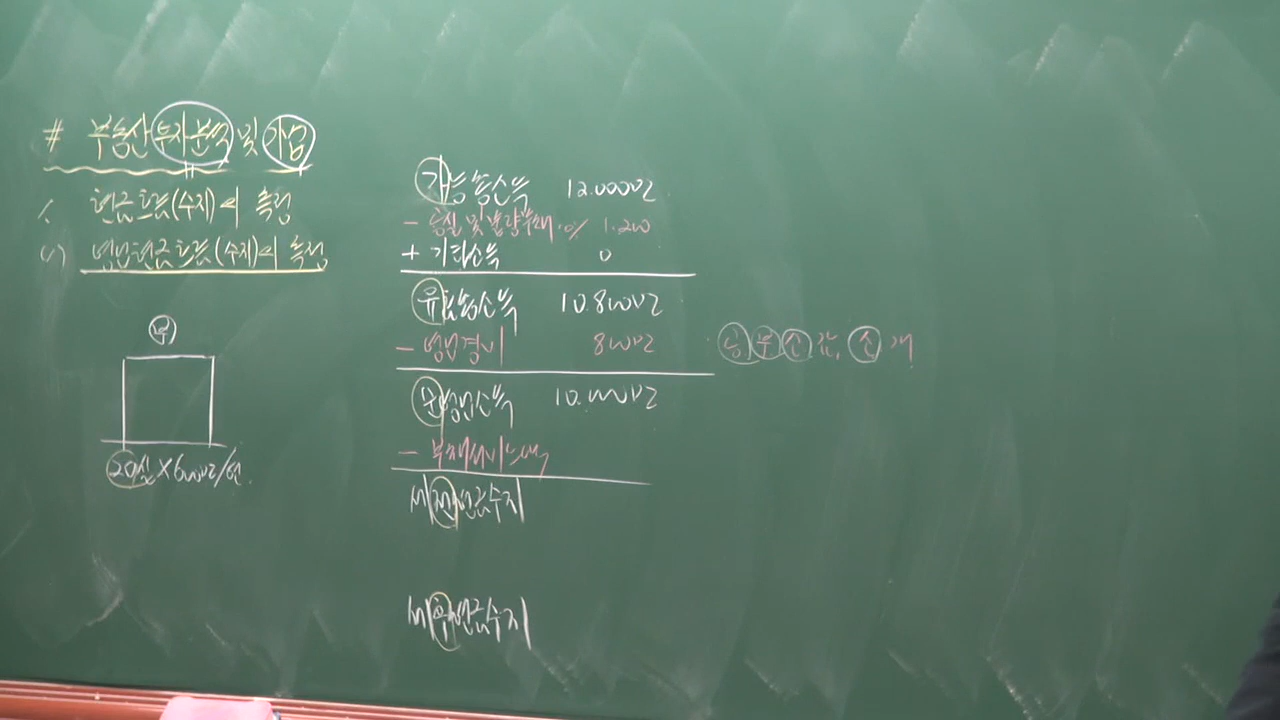 # 부동산 투자분석 및 기법
1. 현금흐름(수지)의 측정
(1) 영업현금흐름(수지)의 측정
부
20실 × 600만/실
가능총소득 12.000만
- 공실 및 불량부채 10% 1.200
+ 기타소득 0
유효총소득 10.800만
- 영업경비 800만
순영업소득 10.000만
- 부채서비스액
세전현금수지
세후현금수지